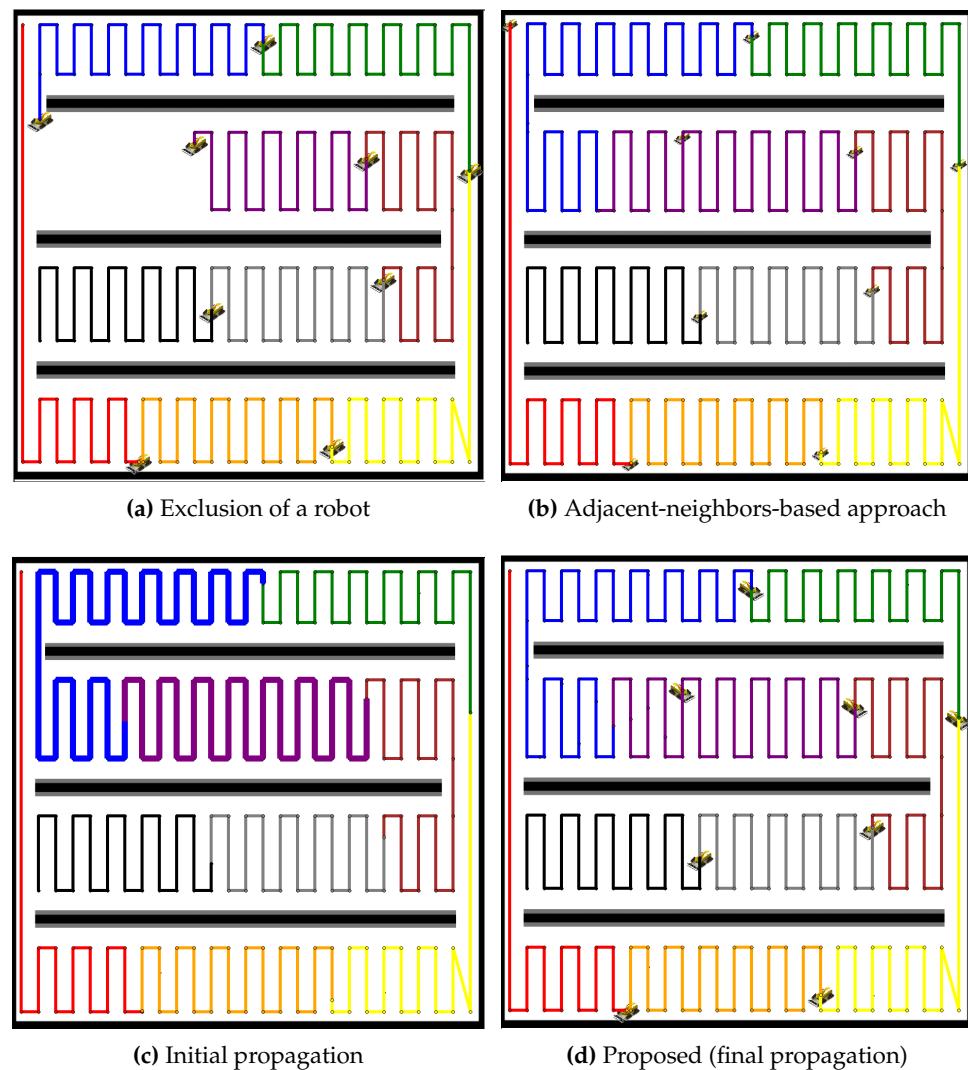 (a) Exclusion of a robot
(b) Adjacent-neighbors-based approach
(c) Initial propagation
(d) Proposed (final propagation)